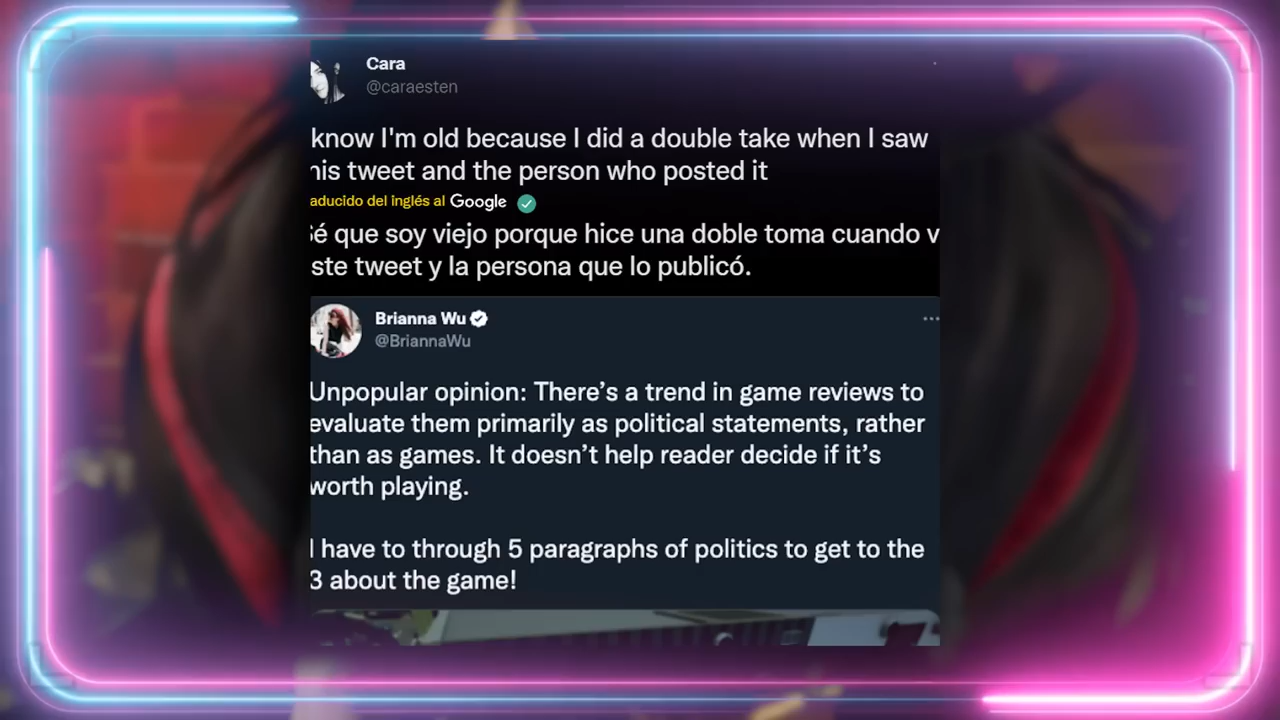 Cara
@caraesten
know I'm old because I did a double take when I saw
his tweet and the person who posted it
aducido del inglés al Google
Sé que soy viejo porque hice una doble toma cuando v
ste tweet y la persona que lo publicó.
Brianna Wu
@BriannaWu
Unpopular opinion: There's a trend in game reviews to
evaluate them primarily as political statements, rather
than as games. It doesn't help reader decide if it's
worth playing.
I have to through 5 paragraphs of politics to get to the
3 about the game!